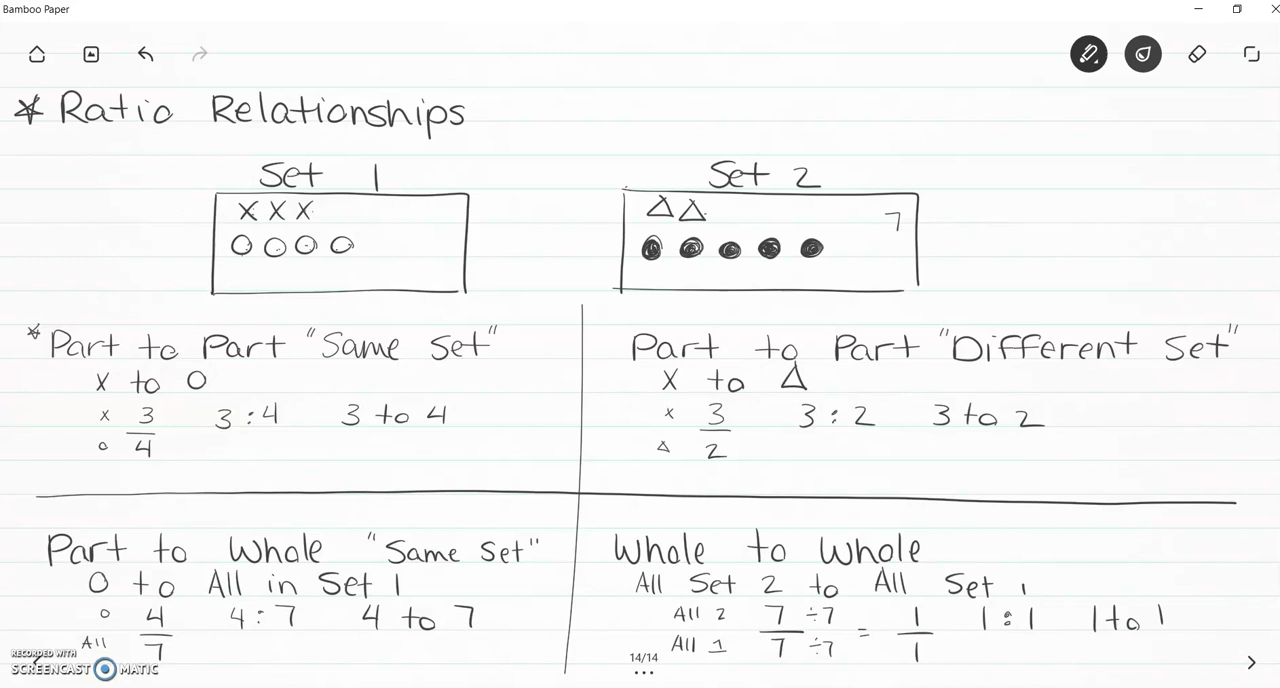 Bamboo Paper
* Ratio Relationships
Set 1
X X X
O O O O
Set 2
△ △
7
● ● ● ● ●
* Part to Part "Same Set"
X to O
x 3/4 3:4 3 to 4
o
Part to Part "Different Set"
X to △
x 3/2 3:2 3 to 2
△
Part to Whole "Same Set"
O to All in Set 1
o 4/7 4:7 4 to 7
All
Whole to Whole
All Set 2 to All Set 1
All 2 7 ÷7 = 1/1 1:1 1 to 1
All 1 7 ÷7
RECORDED WITH
SCREENCAST MATIC
14/14